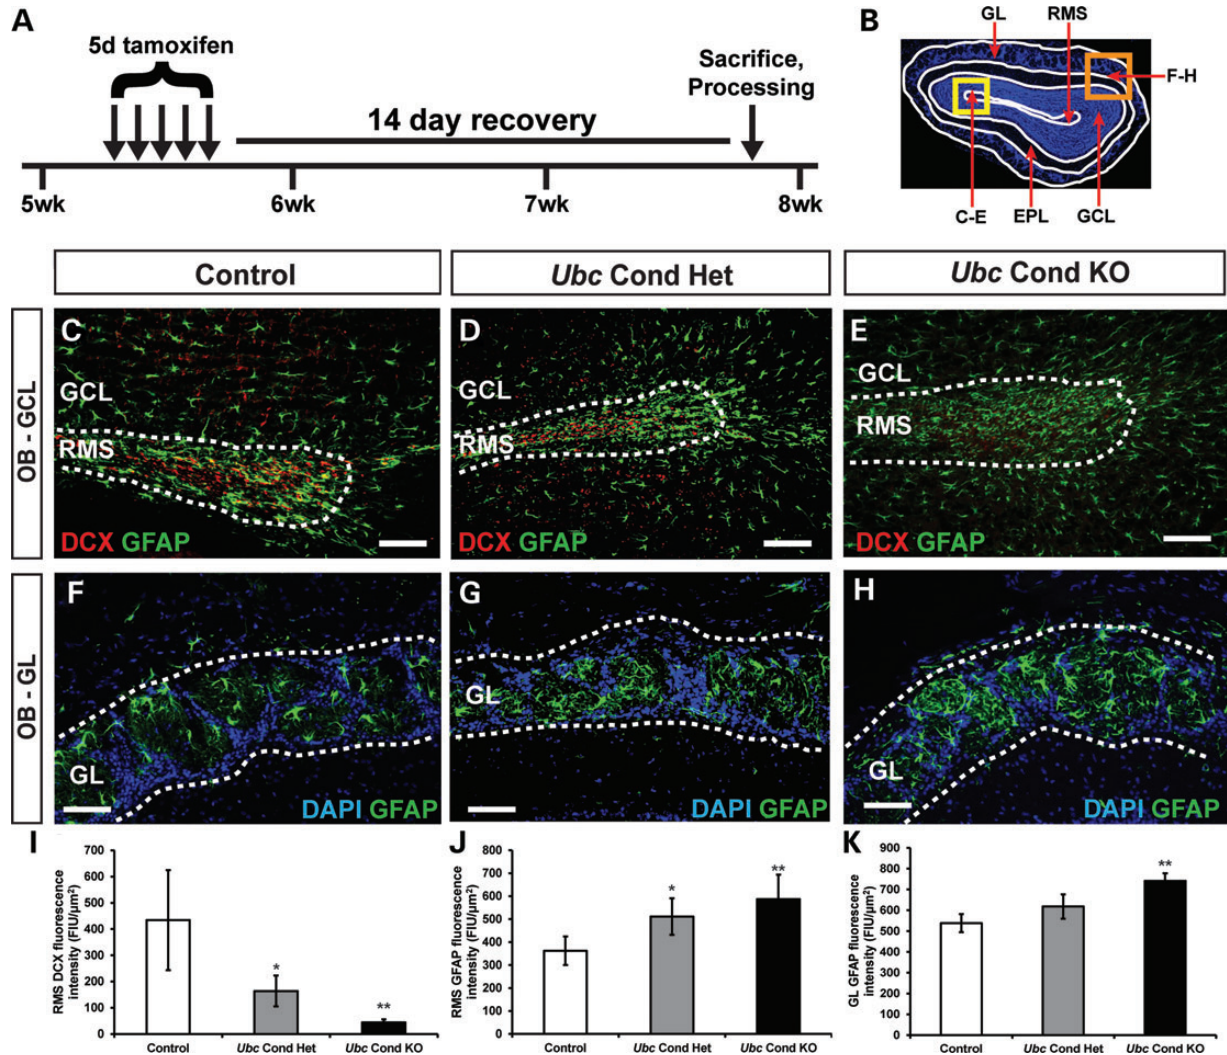 A
5d tamoxifen
14 day recovery
Sacrifice,
Processing
5wk
6wk
7wk
8wk
B
GL
RMS
F-H
C-E
EPL
GCL
Control
Ubc Cond Het
Ubc Cond KO
OB - GCL
C
GCL
RMS
DCX GFAP
D
GCL
RMS
DCX GFAP
E
GCL
RMS
DCX GFAP
OB - GL
F
GL
DAPI GFAP
G
GL
DAPI GFAP
H
GL
DAPI GFAP
I
RMS DCX fluorescence
intensity (FIU/µm²)
700
600
500
400
300
200
100
0
*
**
Control
Ubc Cond Het
Ubc Cond KO
J
RMS GFAP fluorescence
intensity (FIU/µm²)
800
700
600
500
400
300
200
100
0
*
**
Control
Ubc Cond Het
Ubc Cond KO
K
GL GFAP fluorescence
intensity (FIU/µm²)
900
800
700
600
500
400
300
200
100
0
**
Control
Ubc Cond Het
Ubc Cond KO